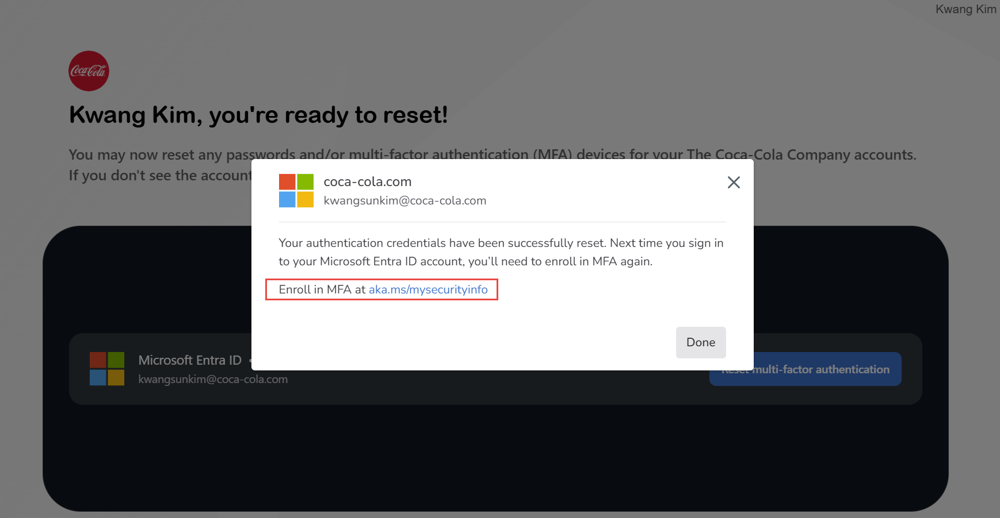 Kwang Kim
Coca-Cola
Kwang Kim, you're ready to reset!
You may now reset any passwords and/or multi-factor authentication (MFA) devices for your The Coca-Cola Company accounts.
If you don't see the account
coca-cola.com
kwangsunkim@coca-cola.com
Your authentication credentials have been successfully reset. Next time you sign in
to your Microsoft Entra ID account, you’ll need to enroll in MFA again.
Enroll in MFA at aka.ms/mysecurityinfo
Done
Microsoft Entra ID
kwangsunkim@coca-cola.com
Reset multi-factor authentication